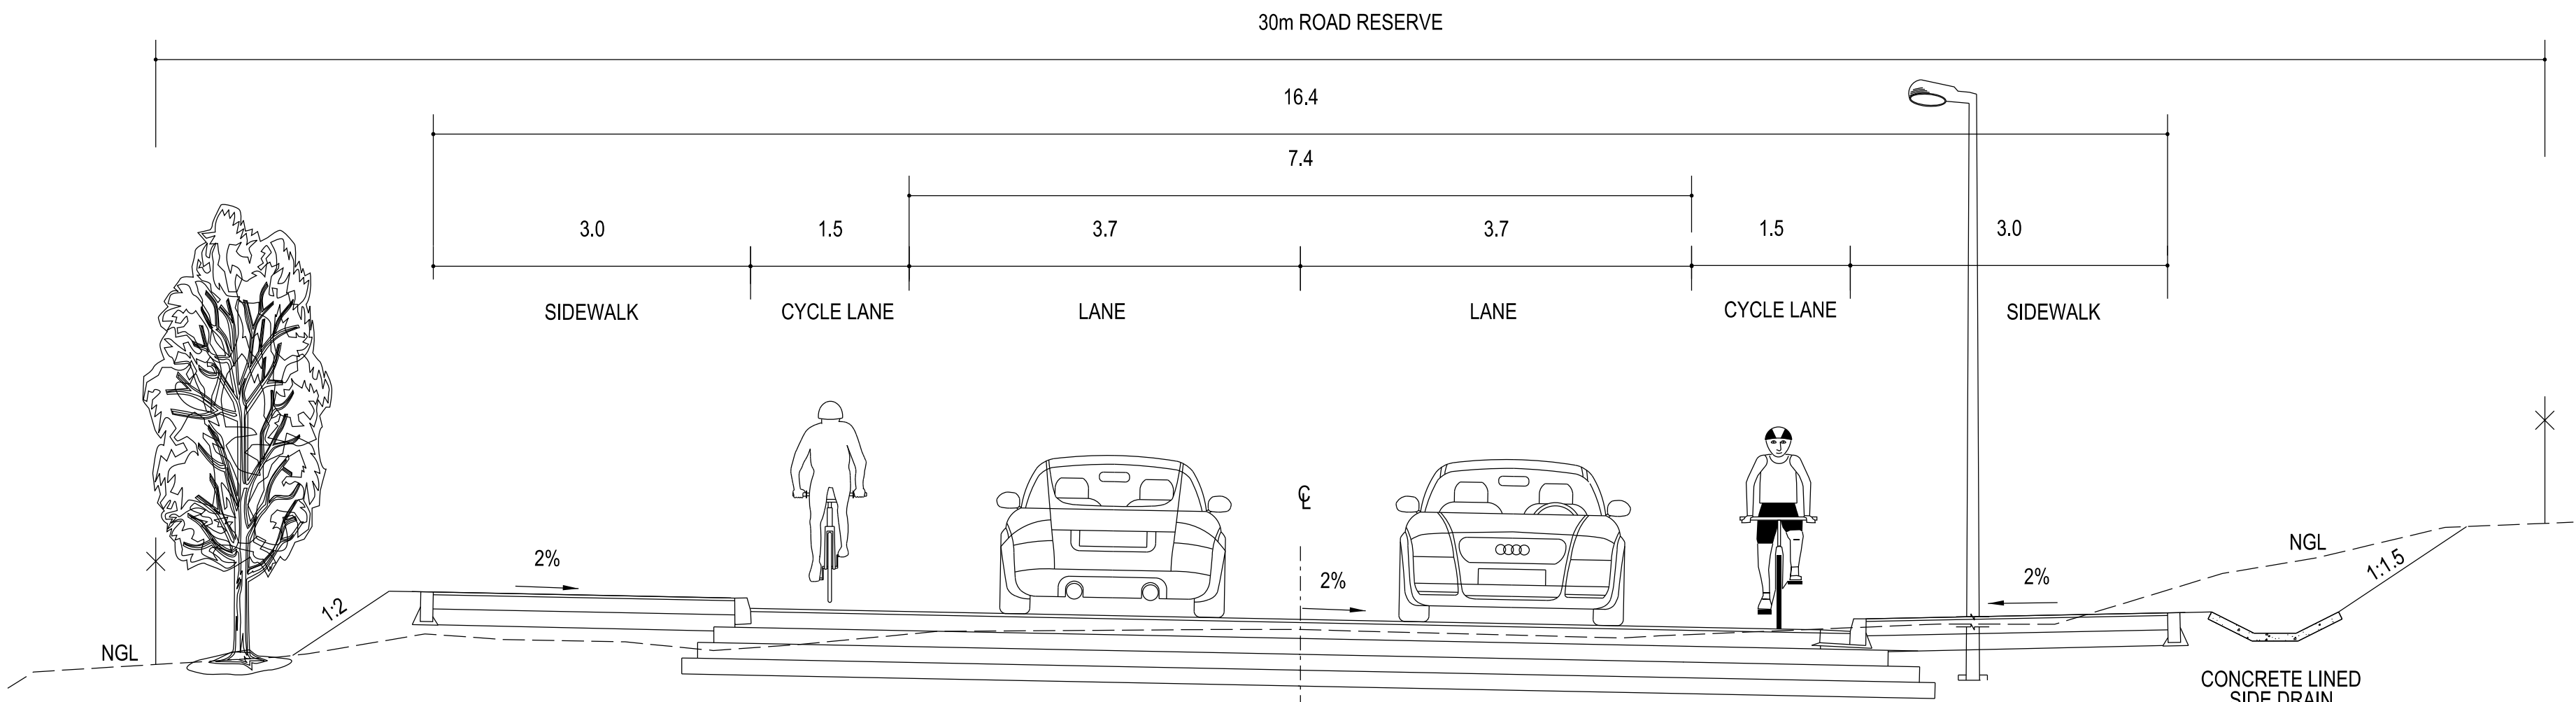 30m ROAD RESERVE
16.4
7.4
3.0 1.5 3.7 3.7 1.5 3.0
SIDEWALK CYCLE LANE LANE LANE CYCLE LANE SIDEWALK
CL
NGL
2% 2% 2%
1:2 1:1.5
NGL
CONCRETE LINED
SIDE DRAIN